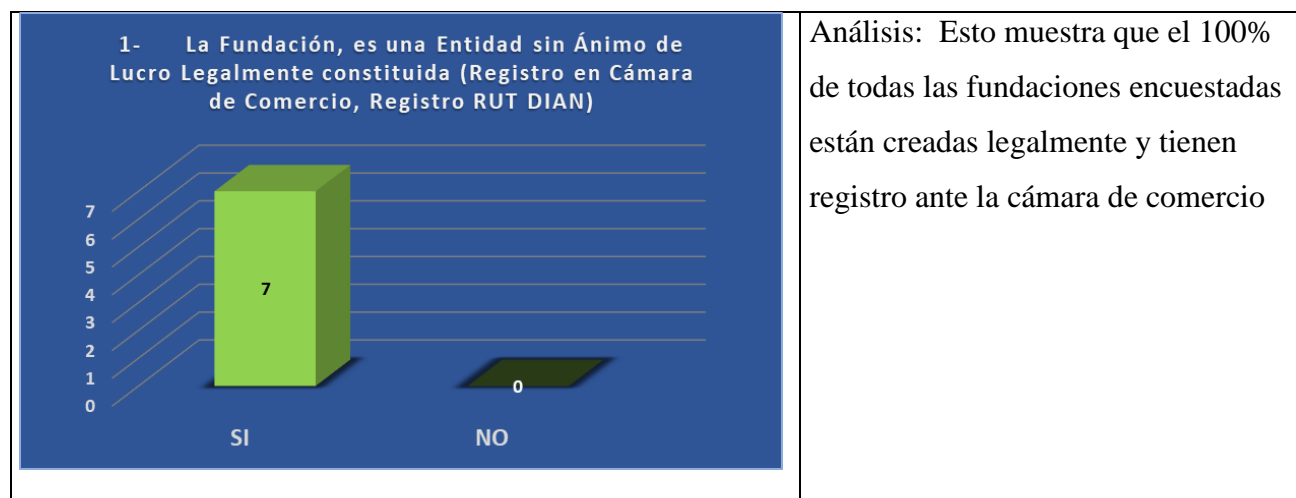 1- La Fundación, es una Entidad sin Ánimo de
Lucro Legalmente constituida (Registro en Cámara
de Comercio, Registro RUT DIAN)
7
6
5
4
3
2
1
0
7
0
SI
NO
Análisis: Esto muestra que el 100%
de todas las fundaciones encuestadas
están creadas legalmente y tienen
registro ante la cámara de comercio